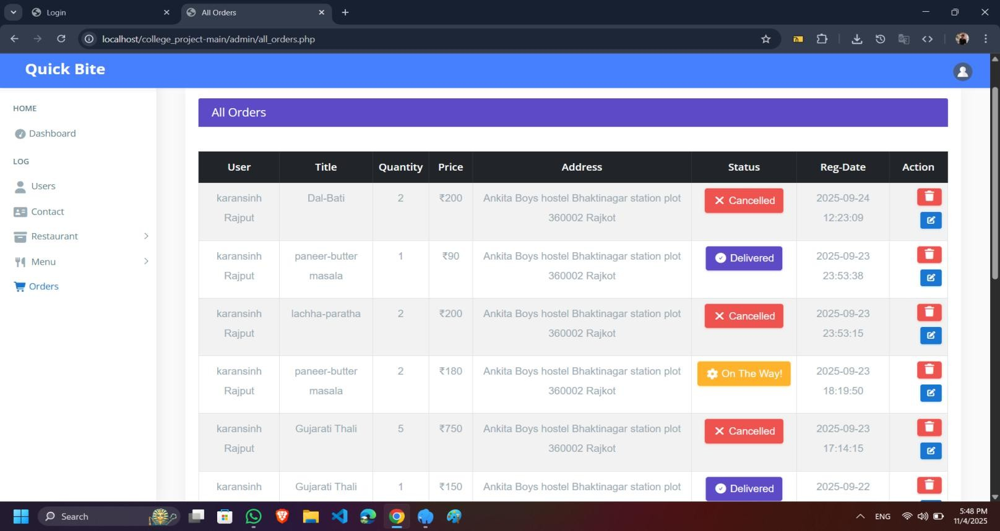 Login
All Orders
localhost/college_project-main/admin/all_orders.php
Quick Bite
HOME
Dashboard
LOG
Users
Contact
Restaurant
Menu
Orders
All Orders
User Title Quantity Price Address Status Reg-Date Action
karansinh Dal-Bati 2 ₹200 Ankita Boys hostel Bhaktinagar station plot Cancelled 2025-09-24
Rajput 360002 Rajkot 12:23:09
karansinh paneer-butter 1 ₹90 Ankita Boys hostel Bhaktinagar station plot Delivered 2025-09-23
Rajput masala 360002 Rajkot 23:53:38
karansinh lachha-paratha 2 ₹200 Ankita Boys hostel Bhaktinagar station plot Cancelled 2025-09-23
Rajput 360002 Rajkot 23:53:15
karansinh paneer-butter 2 ₹180 Ankita Boys hostel Bhaktinagar station plot On The Way! 2025-09-23
Rajput masala 360002 Rajkot 18:19:50
karansinh Gujarati Thali 5 ₹750 Ankita Boys hostel Bhaktinagar station plot Cancelled 2025-09-23
Rajput 360002 Rajkot 17:14:15
karansinh Gujarati Thali 1 ₹150 Ankita Boys hostel Bhaktinagar station plot Delivered 2025-09-22
Search
ENG
5:48 PM
11/4/2025